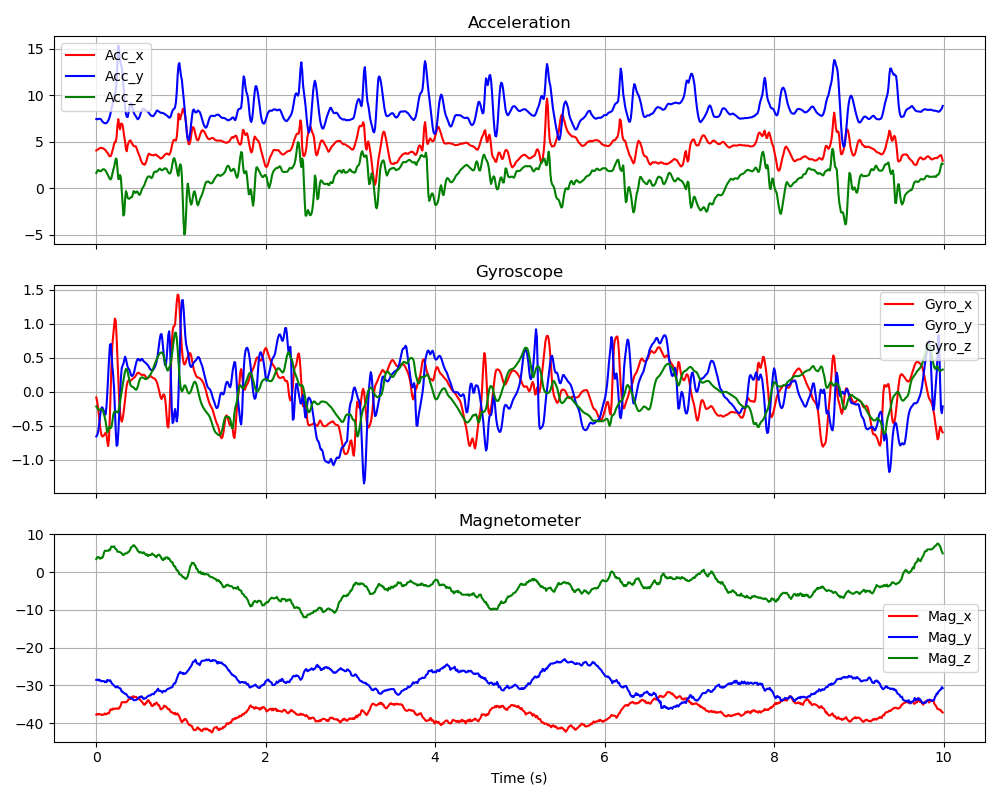 Acceleration
15
10
5
0
−5
Acc_x
Acc_y
Acc_z
Gyroscope
1.5
1.0
0.5
0.0
−0.5
−1.0
Gyro_x
Gyro_y
Gyro_z
Magnetometer
10
0
−10
−20
−30
−40
Mag_x
Mag_y
Mag_z
0 2 4 6 8 10
Time (s)